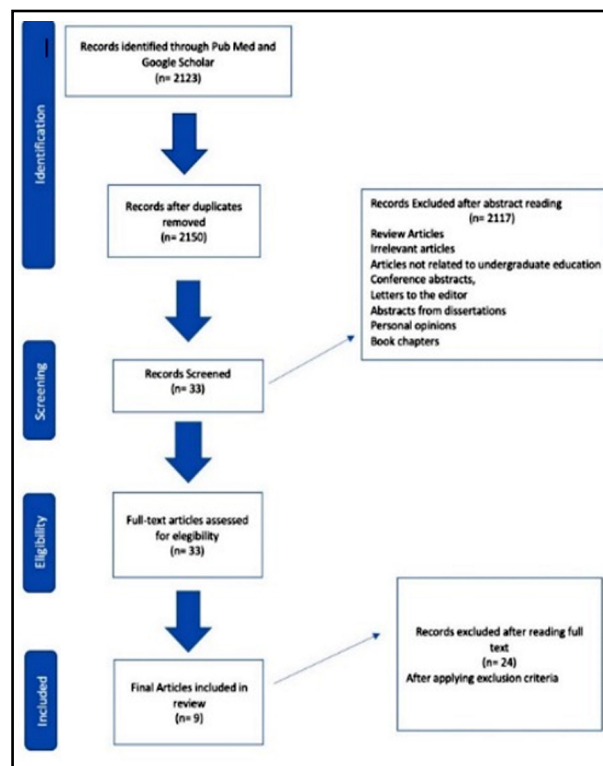 Identification
Records identified through Pub Med and
Google Scholar
(n= 2123)
Records after duplicates
removed
(n= 2150)
Records Excluded after abstract reading
(n= 2117)
Review Articles
Irrelevant articles
Articles not related to undergraduate education
Conference abstracts,
Letters to the editor
Abstracts from dissertations
Personal opinions
Book chapters
Screening
Records Screened
(n= 33)
Eligibility
Full-text articles assessed
for elegibility
(n= 33)
Included
Final Articles included in
review
(n= 9)
Records excluded after reading full
text
(n= 24)
After applying exclusion criteria